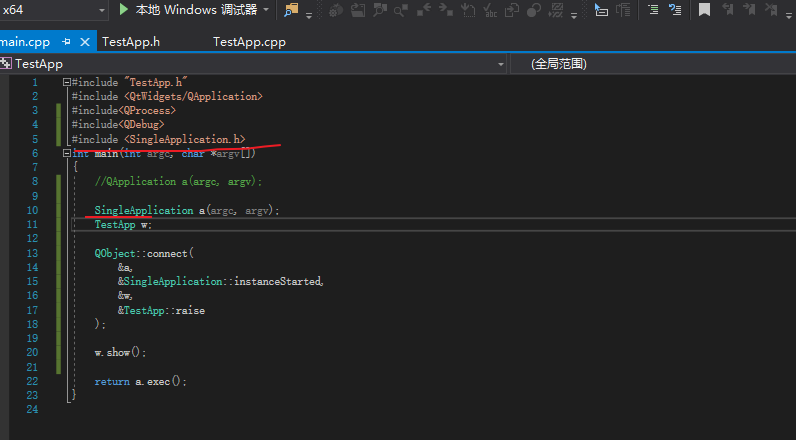 x64 本地 Windows 调试器
main.cpp TestApp.h TestApp.cpp
TestApp (全局范围)
1 #include "TestApp.h"
2 #include <QtWidgets/QApplication>
3 #include<QProcess>
4 #include<QDebug>
5 #include <SingleApplication.h>
6 int main(int argc, char *argv[])
7 {
8 //QApplication a(argc, argv);
9
10 SingleApplication a(argc, argv);
11 TestApp w;
12
13 QObject::connect(
14 &a,
15 &SingleApplication::instanceStarted,
16 &w,
17 &TestApp::raise
18 );
19
20 w.show();
21
22 return a.exec();
23 }
24